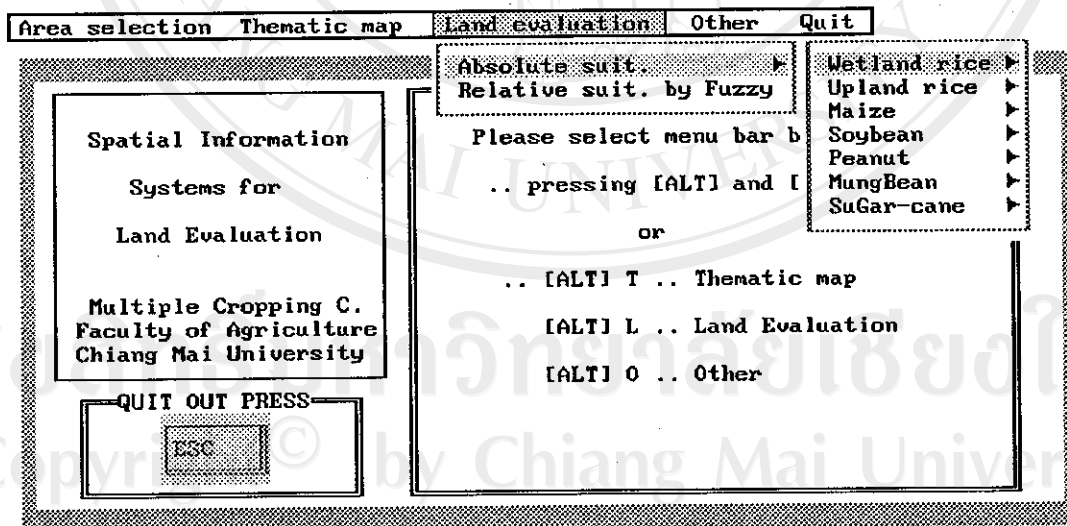 Area selection Thematic map Land evaluation Other Quit
Absolute suit.
Relative suit. by Fuzzy
Wetland rice
Upland rice
Maize
Soybean
Peanut
MungBean
SuGar-cane
Spatial Information
Systems for
Land Evaluation
Multiple Cropping C.
Faculty of Agriculture
Chiang Mai University
QUIT OUT PRESS
ESC
Please select menu bar b
.. pressing [ALT] and [
or
.. [ALT] T .. Thematic map
[ALT] L .. Land Evaluation
[ALT] O .. Other
MAI UNIVER
Copyright © by Chiang Mai Univer